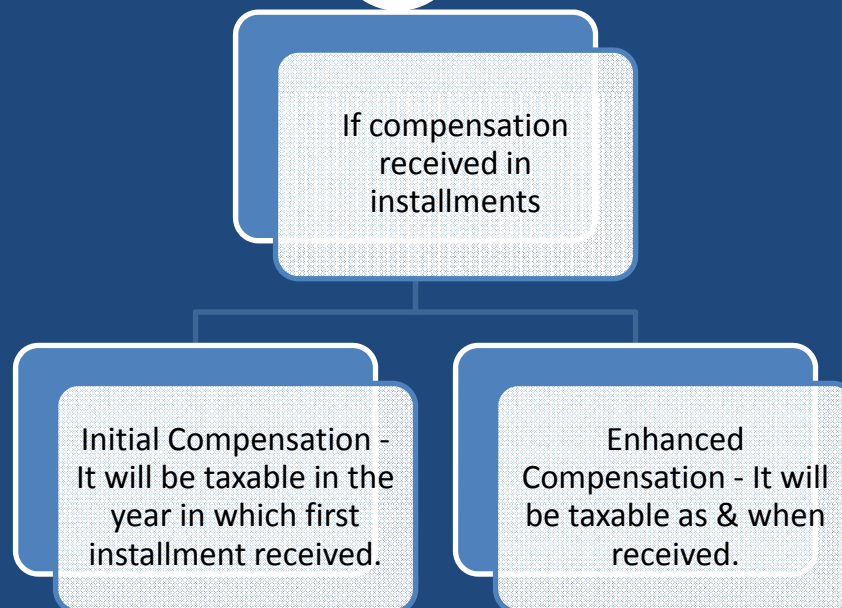 If compensation
received in
installments
Initial Compensation -
It will be taxable in the
year in which first
installment received.
Enhanced
Compensation - It will
be taxable as & when
received.